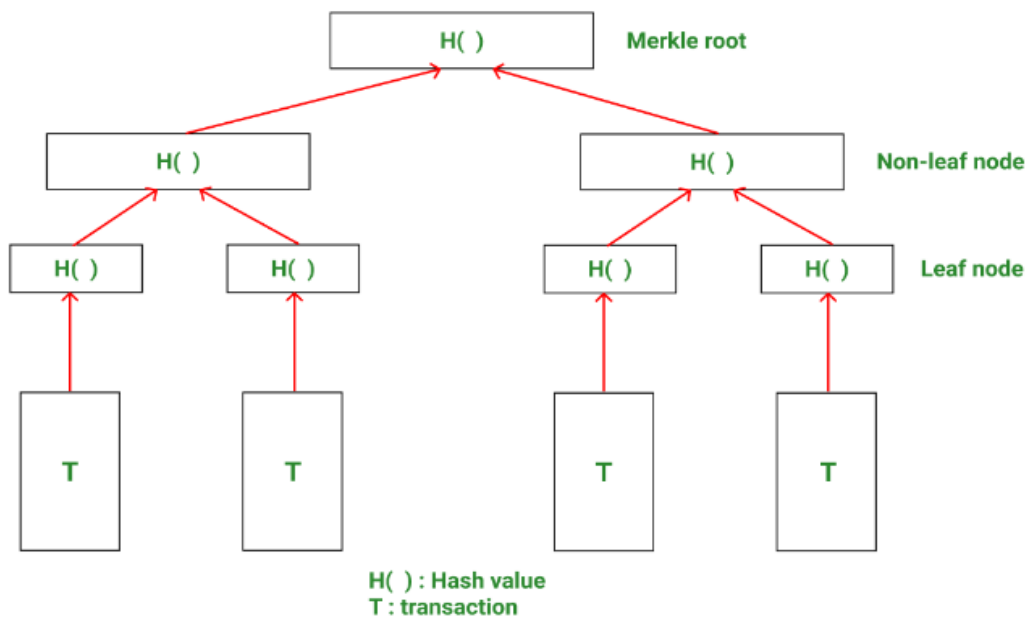 H( ) Merkle root
H( ) H( ) Non-leaf node
H( ) H( ) H( ) H( ) Leaf node
T T T T
H( ) : Hash value
T : transaction